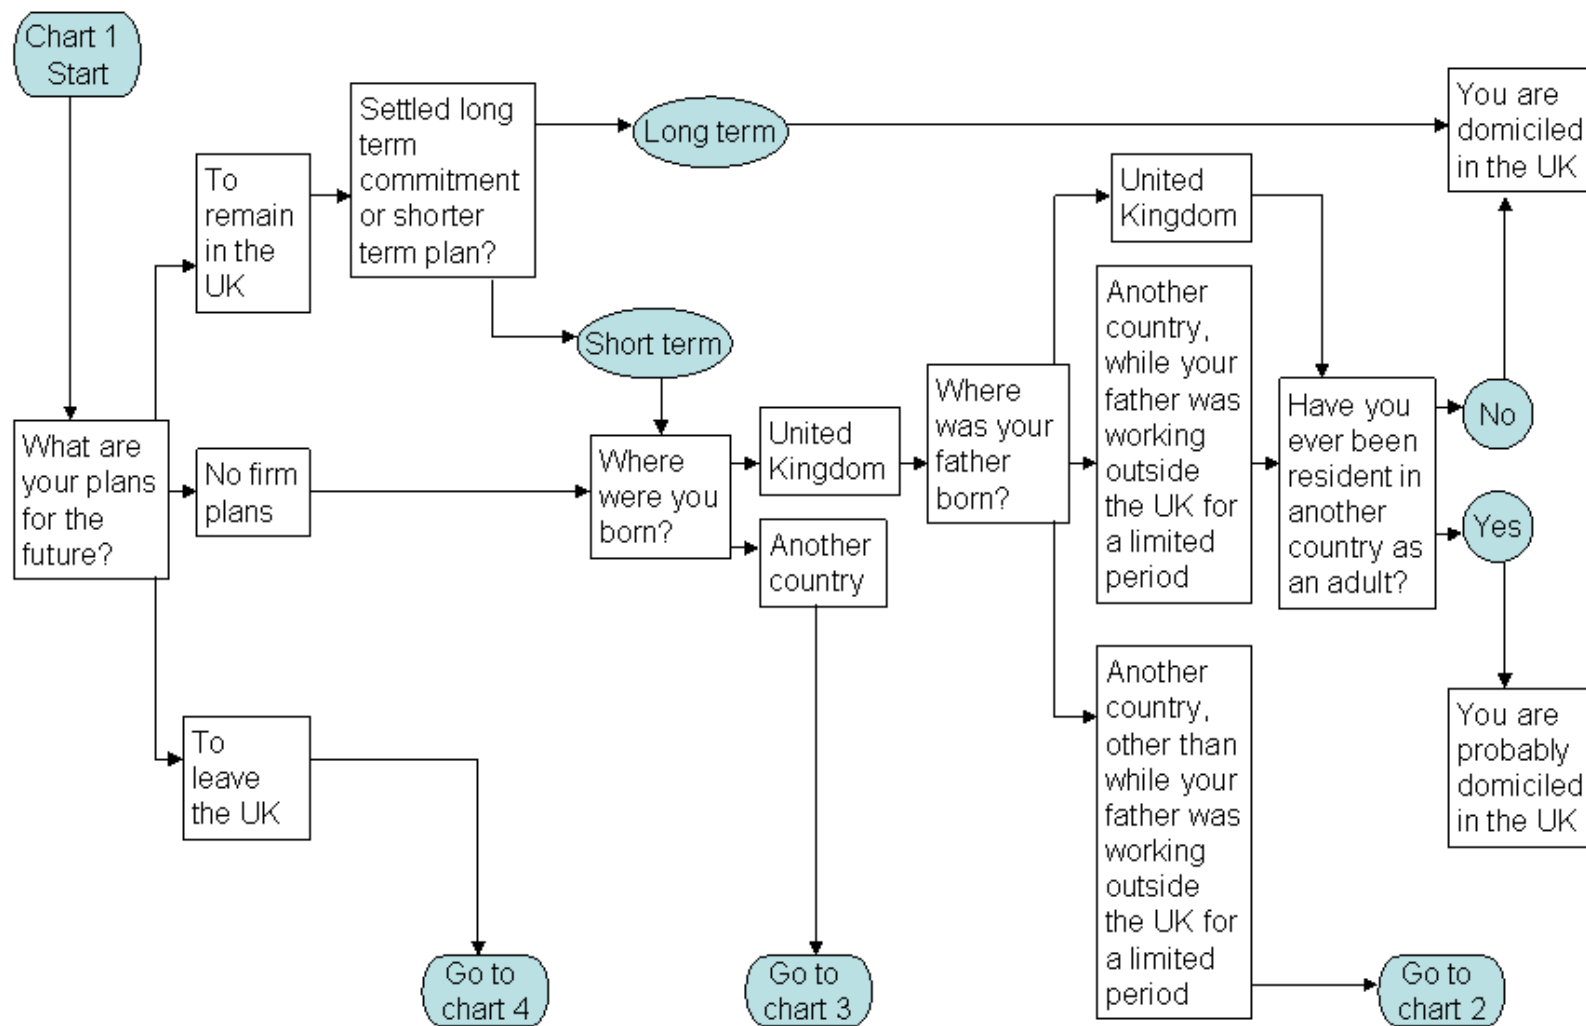 Chart 1
Start
What are
your plans
for the
future?
To
remain
in the
UK
Settled long
term
commitment
or shorter
term plan?
Long term
You are
domiciled
in the UK
Short term
No firm
plans
Where
were you
born?
United
Kingdom
Another
country
Where
was your
father
born?
United
Kingdom
Another
country,
while your
father was
working
outside
the UK for
a limited
period
Have you
ever been
resident in
another
country as
an adult?
No
Yes
You are
probably
domiciled
in the UK
Another
country,
other than
while your
father was
working
outside
the UK for
a limited
period
To
leave
the UK
Go to
chart 4
Go to
chart 3
Go to
chart 2